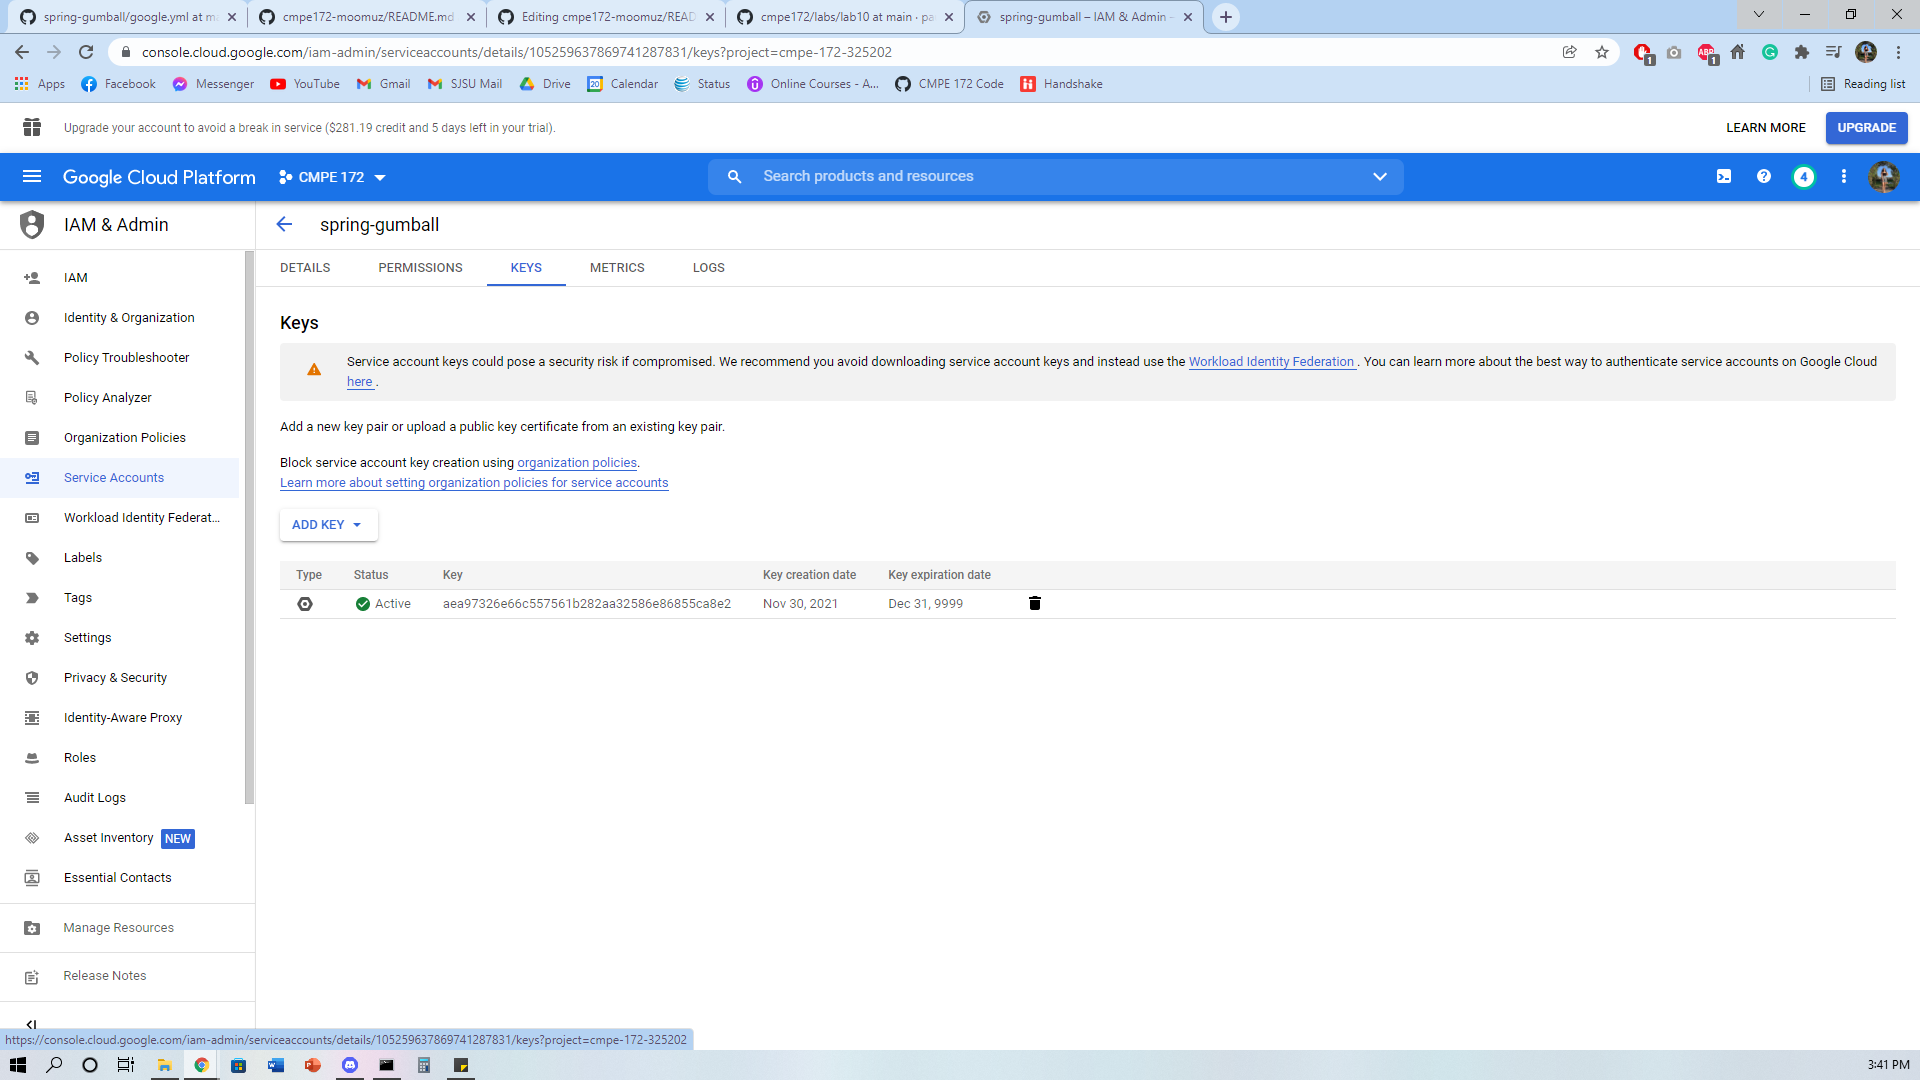 spring-gumball/google.yml at ma
cmpe172-moomuz/README.md
Editing cmpe172-moomuz/READ
cmpe172/labs/lab10 at main · pa
spring-gumball – IAM & Admin -
console.cloud.google.com/iam-admin/serviceaccounts/details/105259637869741287831/keys?project=cmpe-172-325202
1
1
Apps
Facebook
Messenger
YouTube
Gmail
SJSU Mail
Drive
Calendar
Status
Online Courses - A...
CMPE 172 Code
Handshake
Reading list
Upgrade your account to avoid a break in service ($281.19 credit and 5 days left in your trial).
LEARN MORE
UPGRADE
Google Cloud Platform
CMPE 172
Search products and resources
4
IAM & Admin
spring-gumball
DETAILS
PERMISSIONS
KEYS
METRICS
LOGS
IAM
Identity & Organization
Policy Troubleshooter
Policy Analyzer
Organization Policies
Service Accounts
Workload Identity Federat...
Labels
Tags
Settings
Privacy & Security
Identity-Aware Proxy
Roles
Audit Logs
Asset Inventory NEW
Essential Contacts
Manage Resources
Release Notes
Keys
Service account keys could pose a security risk if compromised. We recommend you avoid downloading service account keys and instead use the Workload Identity Federation . You can learn more about the best way to authenticate service accounts on Google Cloud
here .
Add a new key pair or upload a public key certificate from an existing key pair.
Block service account key creation using organization policies.
Learn more about setting organization policies for service accounts
ADD KEY
Type Status Key Key creation date Key expiration date
Active aea97326e66c557561b282aa32586e86855ca8e2 Nov 30, 2021 Dec 31, 9999
https://console.cloud.google.com/iam-admin/serviceaccounts/details/105259637869741287831/keys?project=cmpe-172-325202
3:41 PM